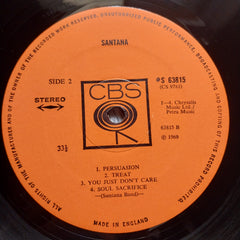 ALL RIGHTS OF THE MANUFACTURER AND OF THE OWNER OF THE RECORDED WORK RESERVED. UNAUTHORISED PUBLIC PERFORMANCE, BROADCASTING AND COPYING OF THIS RECORD PROHIBITED.
SANTANA
SIDE 2
S 63815
(CS 9781)
STEREO
CBS
1-4. Chrysalis
Music Ltd./
Petra Music
33⅓
63815 B
℗ 1969
1. PERSUASION
2. TREAT
3. YOU JUST DON'T CARE
4. SOUL SACRIFICE
—(Santana Band)—
MADE IN ENGLAND